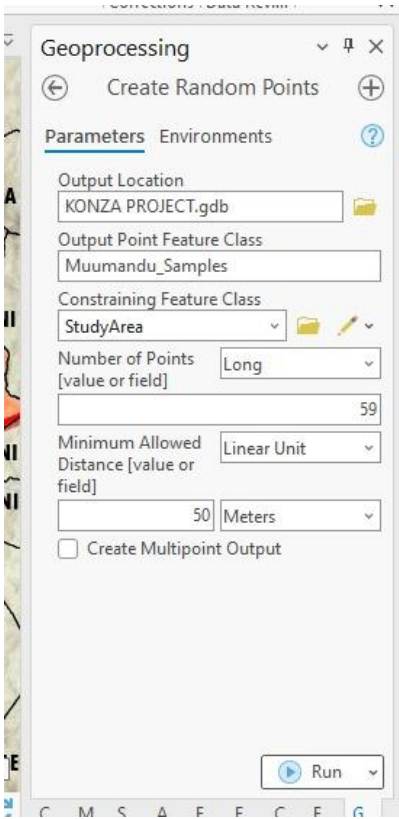 Geoprocessing
Create Random Points
Parameters Environments
Output Location
KONZA PROJECT.gdb
Output Point Feature Class
Muumandu_Samples
Constraining Feature Class
StudyArea
Number of Points
[value or field]
Long
59
Minimum Allowed
Distance [value or
field]
Linear Unit
50 Meters
Create Multipoint Output
Run
C M S A E E C E G